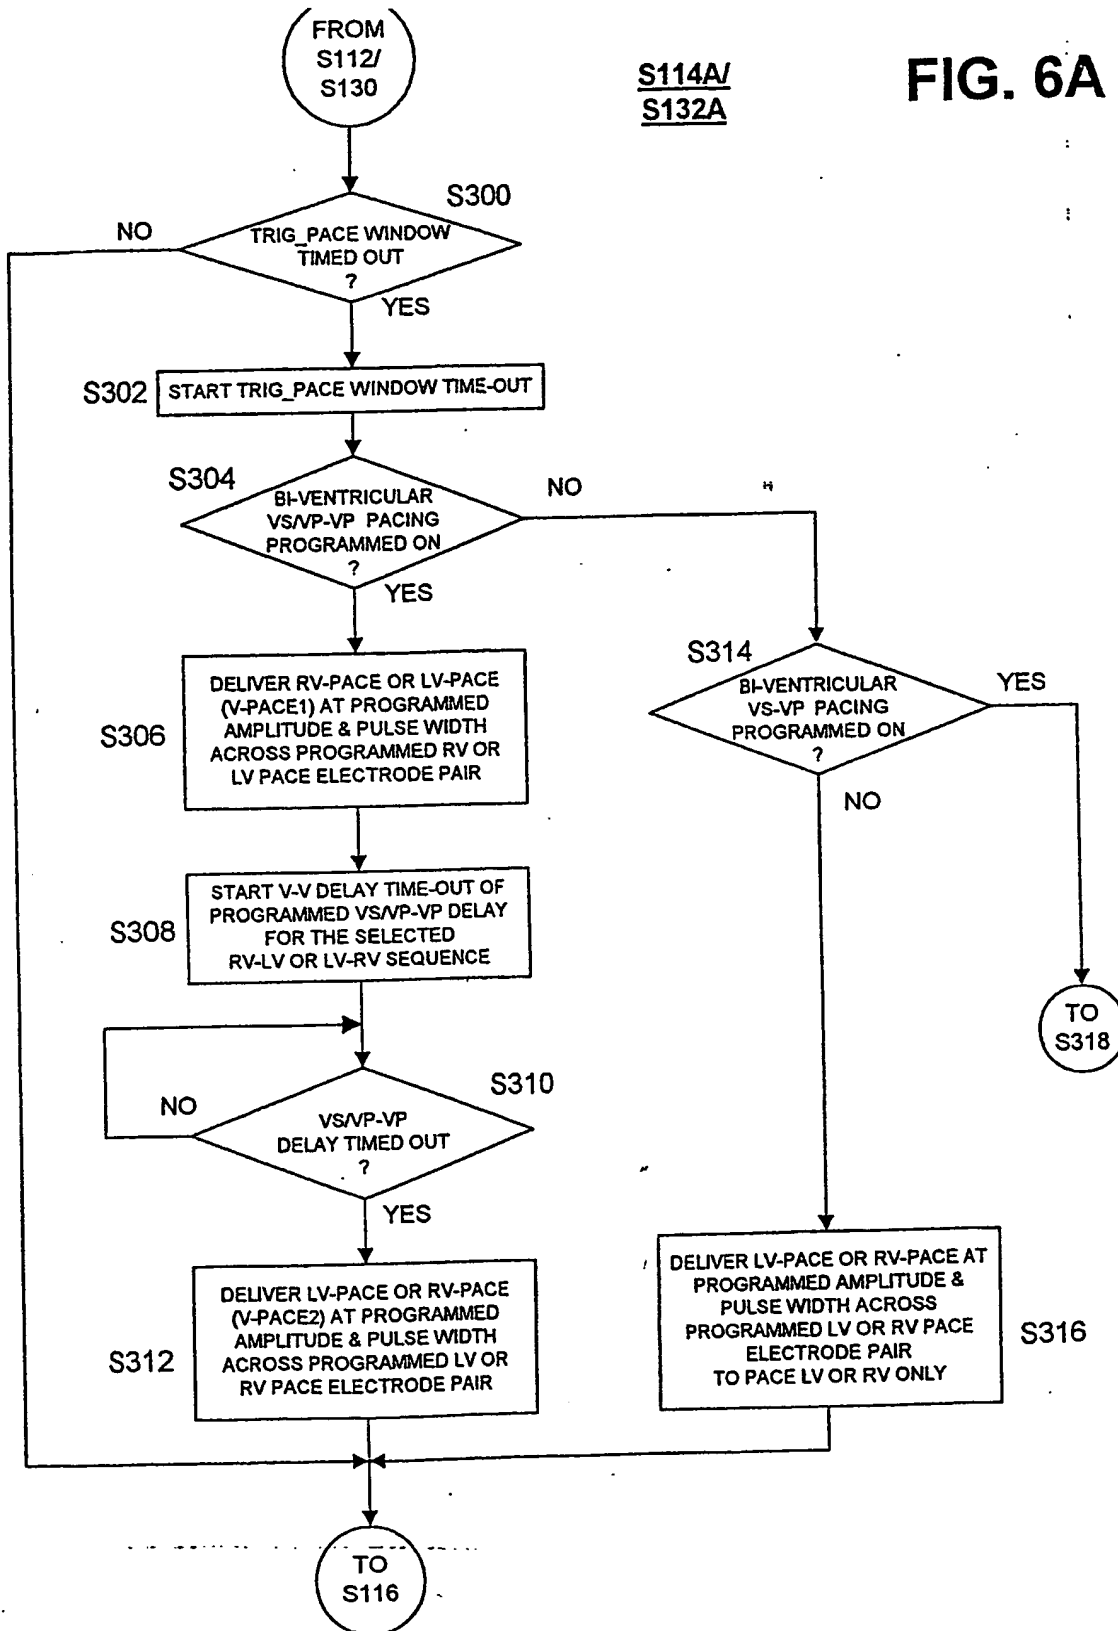 FROM
S112/
S130
S114A/
S132A
FIG. 6A
S300
NO
TRIG_PACE WINDOW
TIMED OUT
?
YES
S302
START TRIG_PACE WINDOW TIME-OUT
S304
BI-VENTRICULAR
VS/VP-VP PACING
PROGRAMMED ON
?
NO
YES
S306
DELIVER RV-PACE OR LV-PACE
(V-PACE1) AT PROGRAMMED
AMPLITUDE & PULSE WIDTH
ACROSS PROGRAMMED RV OR
LV PACE ELECTRODE PAIR
S314
BI-VENTRICULAR
VS-VP PACING
PROGRAMMED ON
?
YES
NO
S308
START V-V DELAY TIME-OUT OF
PROGRAMMED VS/VP-VP DELAY
FOR THE SELECTED
RV-LV OR LV-RV SEQUENCE
TO
S318
S310
NO
VS/VP-VP
DELAY TIMED OUT
?
YES
S312
DELIVER LV-PACE OR RV-PACE
(V-PACE2) AT PROGRAMMED
AMPLITUDE & PULSE WIDTH
ACROSS PROGRAMMED LV OR
RV PACE ELECTRODE PAIR
DELIVER LV-PACE OR RV-PACE AT
PROGRAMMED AMPLITUDE &
PULSE WIDTH ACROSS
PROGRAMMED LV OR RV PACE
ELECTRODE PAIR
TO PACE LV OR RV ONLY
S316
TO
S116